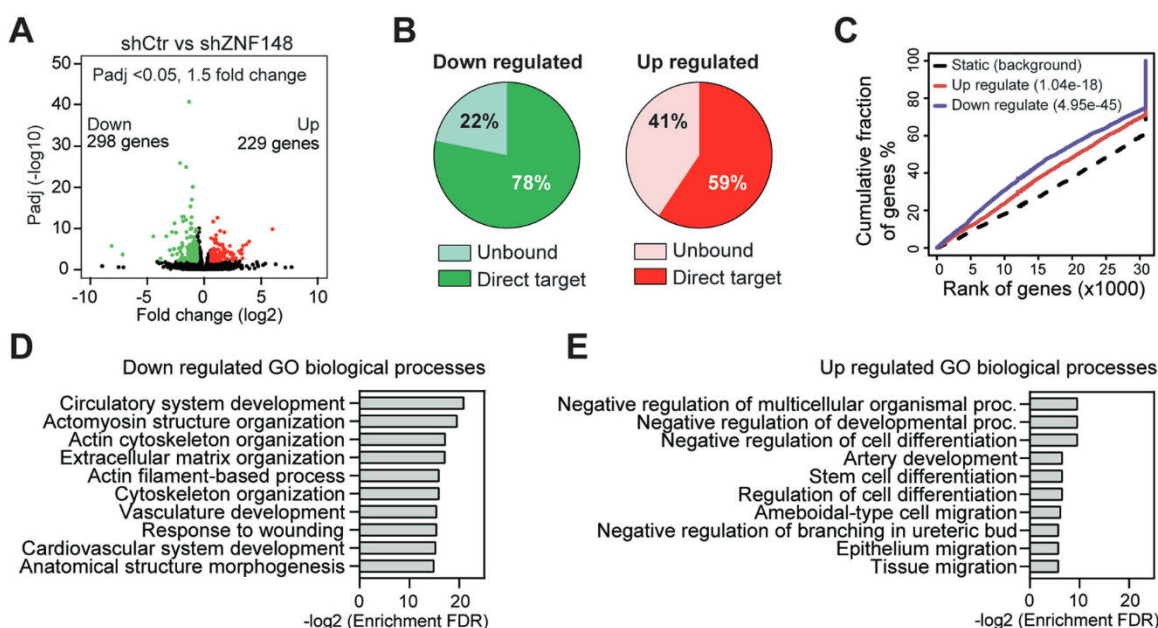 A
shCtr vs shZNF148
Padj <0.05, 1.5 fold change
Down
298 genes
Up
229 genes
Padj (-log10)
50
40
30
20
10
0
-10
-5
0
5
10
Fold change (log2)
B
Down regulated
22%
78%
Unbound
Direct target
Up regulated
41%
59%
Unbound
Direct target
C
Static (background)
Up regulate (1.04e-18)
Down regulate (4.95e-45)
Cumulative fraction
of genes %
100
80
60
40
20
0
0
5
10
15
20
25
30
Rank of genes (x1000)
D
Down regulated GO biological processes
Circulatory system development
Actomyosin structure organization
Actin cytoskeleton organization
Extracellular matrix organization
Actin filament-based process
Cytoskeleton organization
Vasculature development
Response to wounding
Cardiovascular system development
Anatomical structure morphogenesis
0
10
20
-log2 (Enrichment FDR)
E
Up regulated GO biological processes
Negative regulation of multicellular organismal proc.
Negative regulation of developmental proc.
Negative regulation of cell differentiation
Artery development
Stem cell differentiation
Regulation of cell differentiation
Ameboidal-type cell migration
Negative regulation of branching in ureteric bud
Epithelium migration
Tissue migration
0
10
20
-log2 (Enrichment FDR)